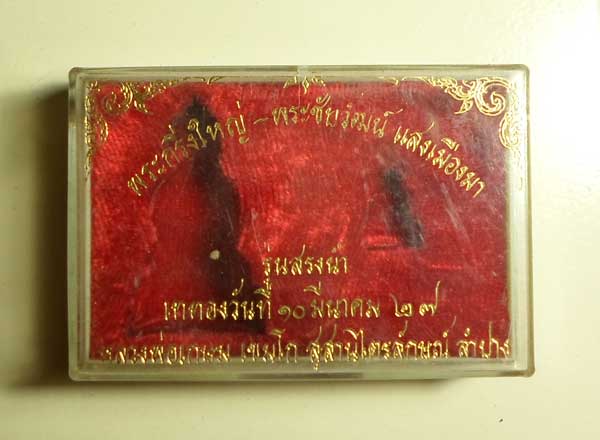 พระกริ่งใหญ่ - พระชัยวัฒน์ แสงเมืองมา
รุ่นสรงน้ำ
เททองวันที่ ๑๐ มีนาคม ๒๗
หลวงพ่อเกษม เขมโก สุสานไตรลักษณ์ ลำปาง